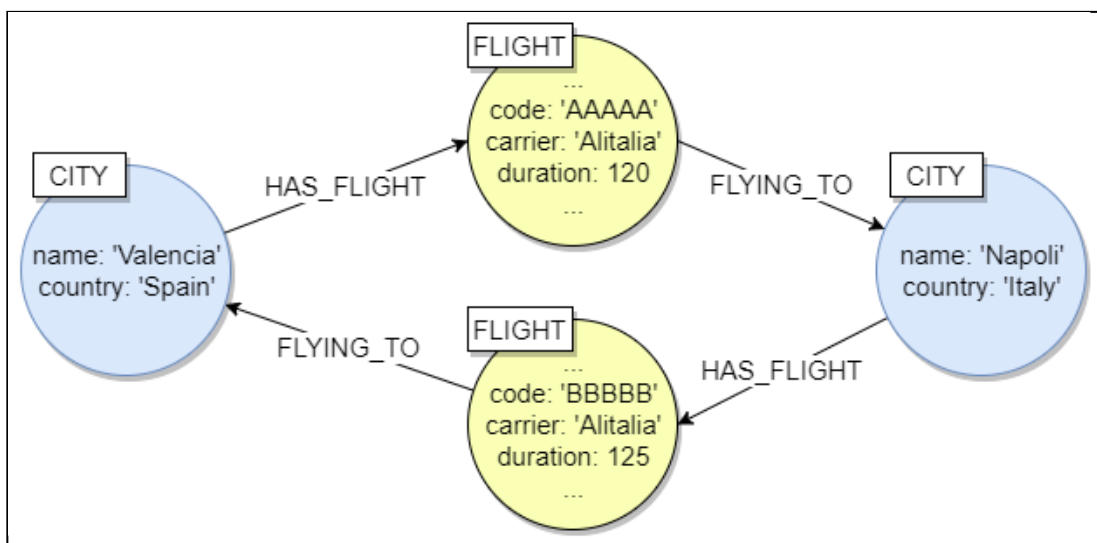 FLIGHT
...
code: 'AAAAA'
carrier: 'Alitalia'
duration: 120
...
CITY
HAS_FLIGHT
FLYING_TO
CITY
name: 'Valencia'
country: 'Spain'
name: 'Napoli'
country: 'Italy'
FLIGHT
FLYING_TO
HAS_FLIGHT
...
code: 'BBBBB'
carrier: 'Alitalia'
duration: 125
...